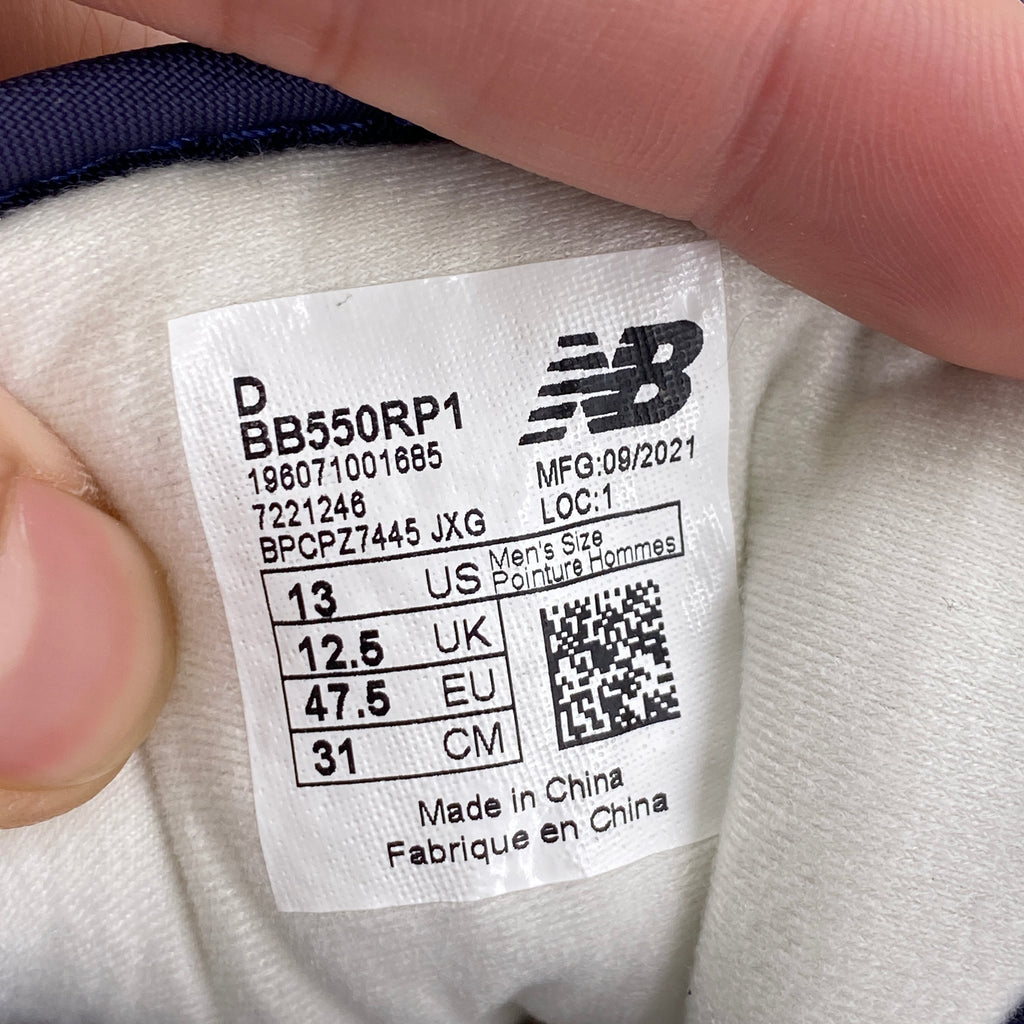 NB
D
BB550RP1
196071001685
7221246
BPCPZ7445 JXG
MFG:09/2021
LOC:1
13 US Men's Size
Pointure Hommes
12.5 UK
47.5 EU
31 CM
Made in China
Fabrique en China